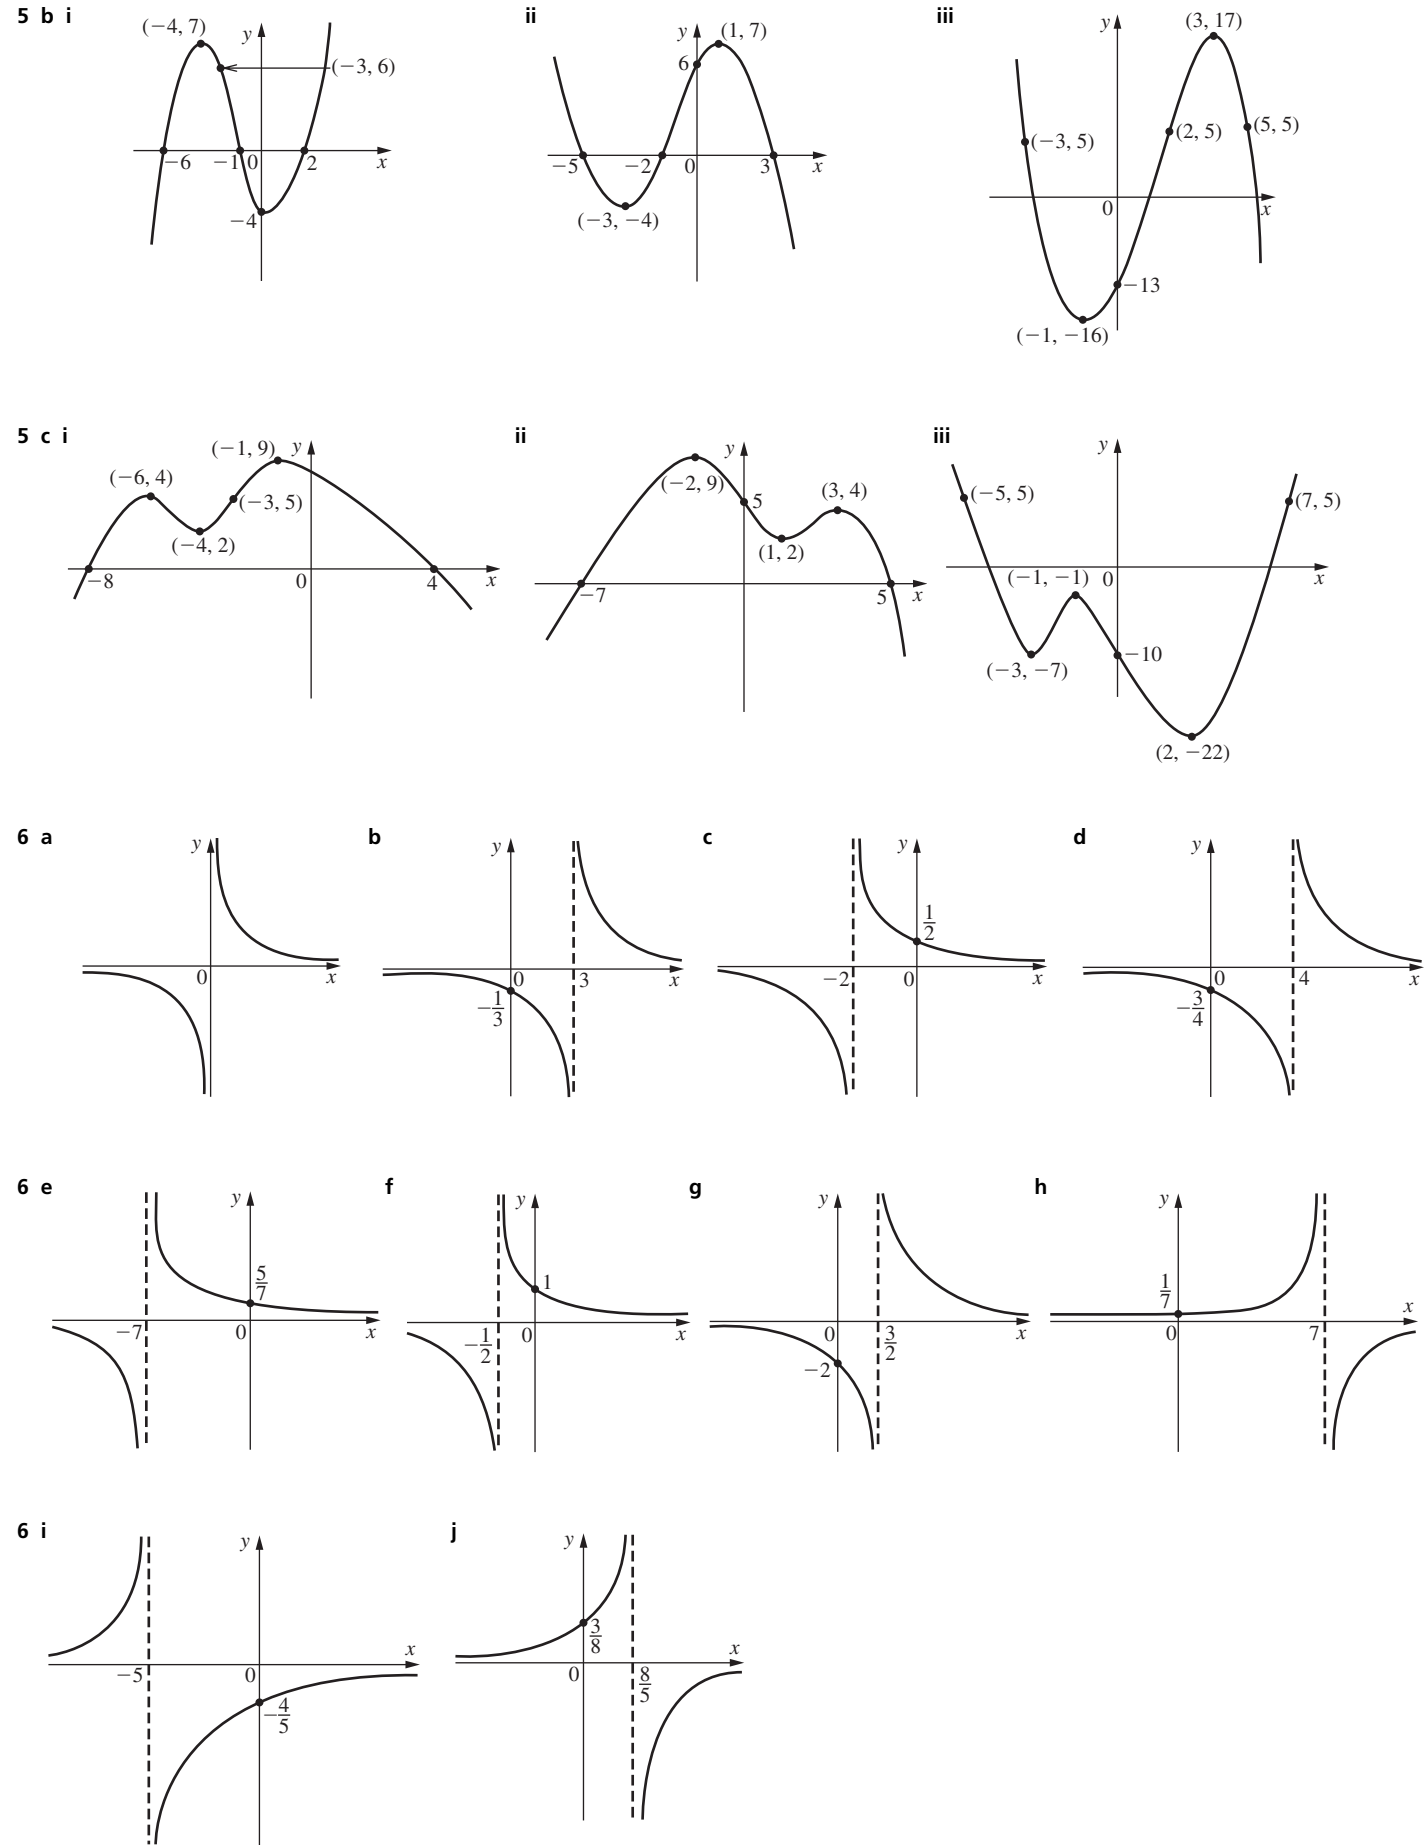 5 b i
ii
iii
(−4, 7)
y
(−3, 6)
−6
−1
0
2
x
−4
y
(1, 7)
6
−5
−2
0
3
x
(−3, −4)
y
(3, 17)
(−3, 5)
(2, 5)
(5, 5)
0
x
−13
(−1, −16)
5 c i
ii
iii
(−1, 9)
y
(−6, 4)
(−3, 5)
(−4, 2)
−8
0
4
x
y
(−2, 9)
5
(3, 4)
(1, 2)
−7
5
x
y
(−5, 5)
(7, 5)
(−1, −1)
0
x
−10
(−3, −7)
(2, −22)
6 a
b
c
d
y
0
x
y
0
3
x
−1/3
y
1/2
−2
0
x
y
0
4
x
−3/4
6 e
f
g
h
y
5/7
−7
0
x
y
1
−1/2
0
x
y
0
3/2
x
−2
y
1/7
x
0
7
6 i
j
y
x
−5
0
−4/5
y
3/8
x
0
8/5